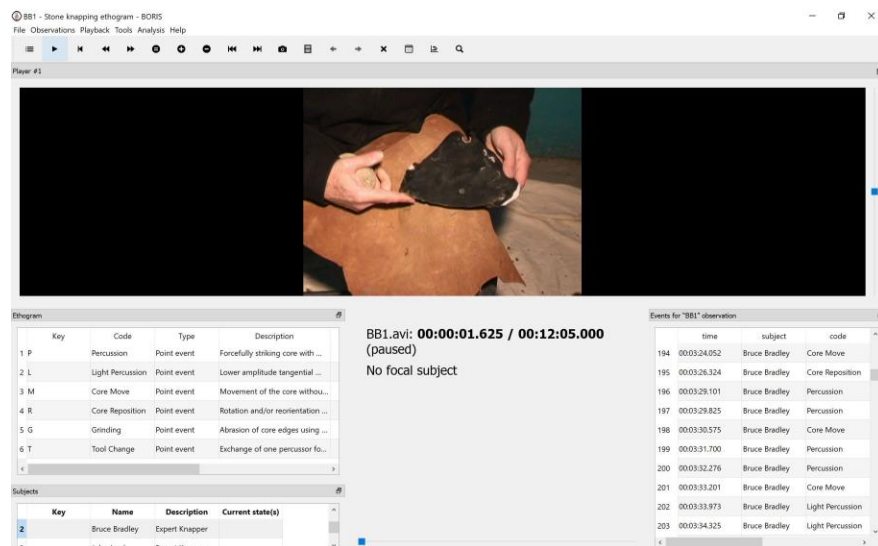 BB1 - Stone knapping ethogram - BORIS
File Observations Playback Tools Analysis Help
Player #1
Ethogram
Key Code Type Description
1 P Percussion Point event Forcefully striking core with ...
2 L Light Percussion Point event Lower amplitude tangential ...
3 M Core Move Point event Movement of the core withou...
4 R Core Reposition Point event Rotation and/or reorientation ...
5 G Grinding Point event Abrasion of core edges using ...
6 T Tool Change Point event Exchange of one percussor fo...
Subjects
Key Name Description Current state(s)
2 Bruce Bradley Expert Knapper
BB1.avi: 00:00:01.625 / 00:12:05.000
(paused)
No focal subject
Events for "BB1" observation
time subject code
194 00:03:24.052 Bruce Bradley Core Move
195 00:03:26.324 Bruce Bradley Core Reposition
196 00:03:29.101 Bruce Bradley Percussion
197 00:03:29.825 Bruce Bradley Percussion
198 00:03:30.575 Bruce Bradley Core Move
199 00:03:31.700 Bruce Bradley Percussion
200 00:03:32.276 Bruce Bradley Percussion
201 00:03:33.201 Bruce Bradley Core Move
202 00:03:33.973 Bruce Bradley Light Percussion
203 00:03:34.325 Bruce Bradley Light Percussion